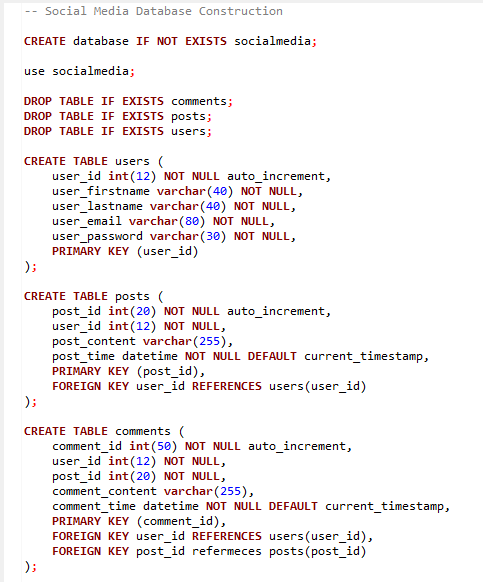 -- Social Media Database Construction
CREATE database IF NOT EXISTS socialmedia;
use socialmedia;
DROP TABLE IF EXISTS comments;
DROP TABLE IF EXISTS posts;
DROP TABLE IF EXISTS users;
CREATE TABLE users (
user_id int(12) NOT NULL auto_increment,
user_firstname varchar(40) NOT NULL,
user_lastname varchar(40) NOT NULL,
user_email varchar(80) NOT NULL,
user_password varchar(30) NOT NULL,
PRIMARY KEY (user_id)
);
CREATE TABLE posts (
post_id int(20) NOT NULL auto_increment,
user_id int(12) NOT NULL,
post_content varchar(255),
post_time datetime NOT NULL DEFAULT current_timestamp,
PRIMARY KEY (post_id),
FOREIGN KEY user_id REFERENCES users(user_id)
);
CREATE TABLE comments (
comment_id int(50) NOT NULL auto_increment,
user_id int(12) NOT NULL,
post_id int(20) NOT NULL,
comment_content varchar(255),
comment_time datetime NOT NULL DEFAULT current_timestamp,
PRIMARY KEY (comment_id),
FOREIGN KEY user_id REFERENCES users(user_id),
FOREIGN KEY post_id refermeces posts(post_id)
);